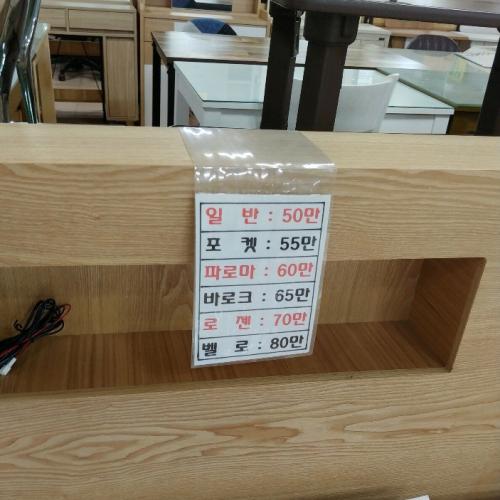 일 반 : 50만
포 켓 : 55만
파로마 : 60만
바로크 : 65만
로 젠 : 70만
벨 로 : 80만